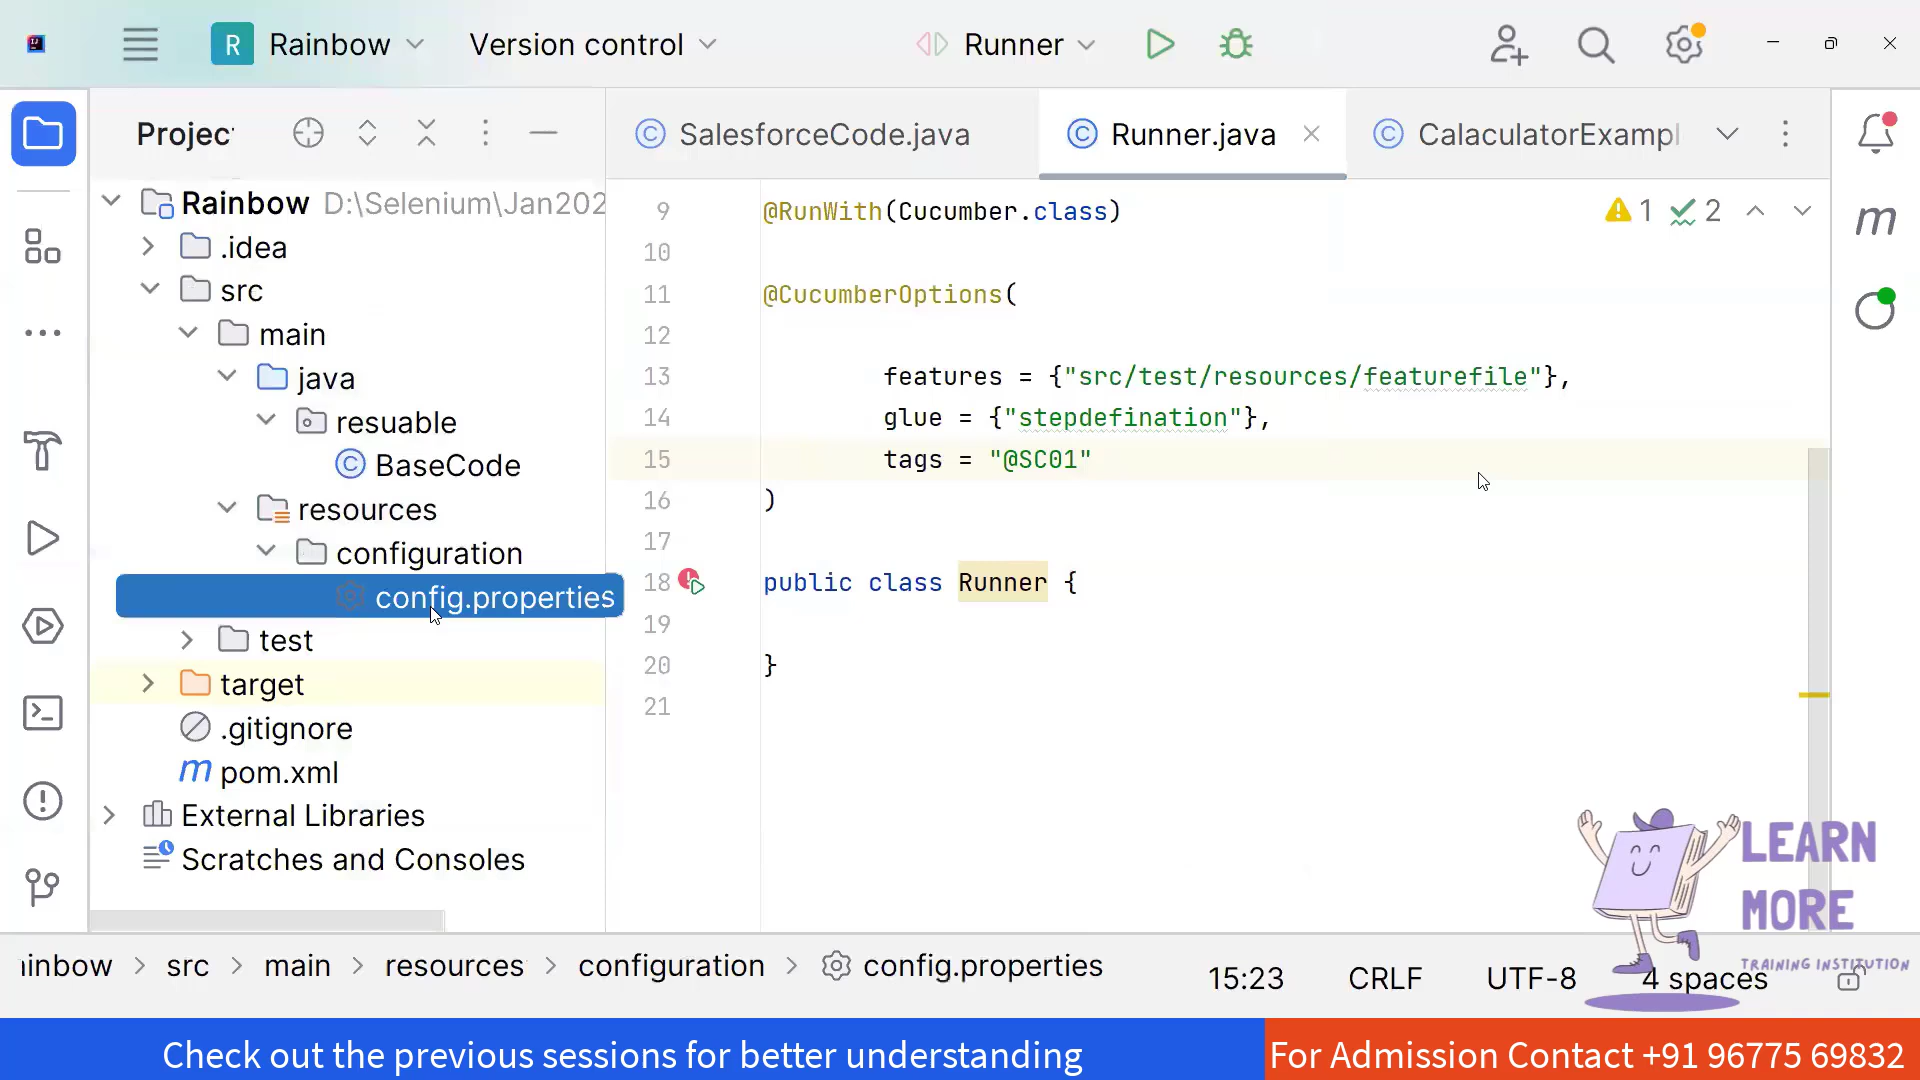 R Rainbow Version control Runner
Projec
SalesforceCode.java Runner.java CalaculatorExampl
Rainbow D:\Selenium\Jan202
.idea
src
main
java
resuable
BaseCode
resources
configuration
config.properties
test
target
.gitignore
m pom.xml
External Libraries
Scratches and Consoles
9 @RunWith(Cucumber.class)
1 2
m
10
11 @CucumberOptions(
12
13 features = {"src/test/resources/featurefile"},
14 glue = {"stepdefination"},
15 tags = "@SC01"
16 )
17
18 public class Runner {
19
20 }
21
LEARN
MORE
TRAINING INSTITUTION
ainbow > src > main > resources > configuration > config.properties
15:23 CRLF UTF-8 4 spaces
Check out the previous sessions for better understanding
For Admission Contact +91 96775 69832